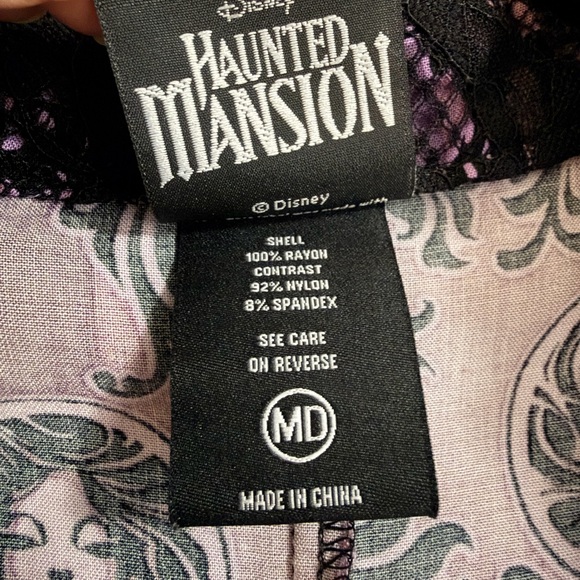 Disney
HAUNTED
MANSION
© Disney
SHELL
100% RAYON
CONTRAST
92% NYLON
8% SPANDEX
SEE CARE
ON REVERSE
MD
MADE IN CHINA